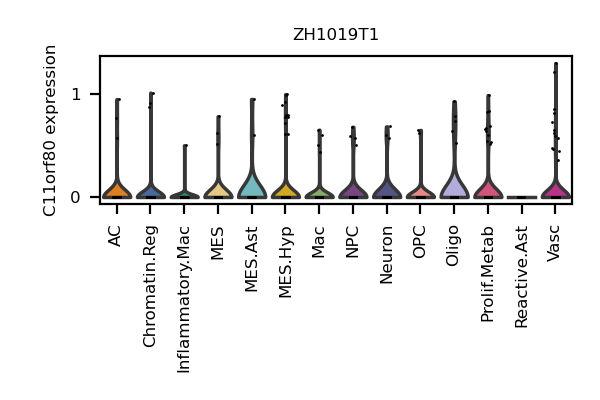 ZH1019T1
C11orf80 expression
1
0
AC
Chromatin.Reg
Inflammatory.Mac
MES
MES.Ast
MES.Hyp
Mac
NPC
Neuron
OPC
Oligo
Prolif.Metab
Reactive.Ast
Vasc